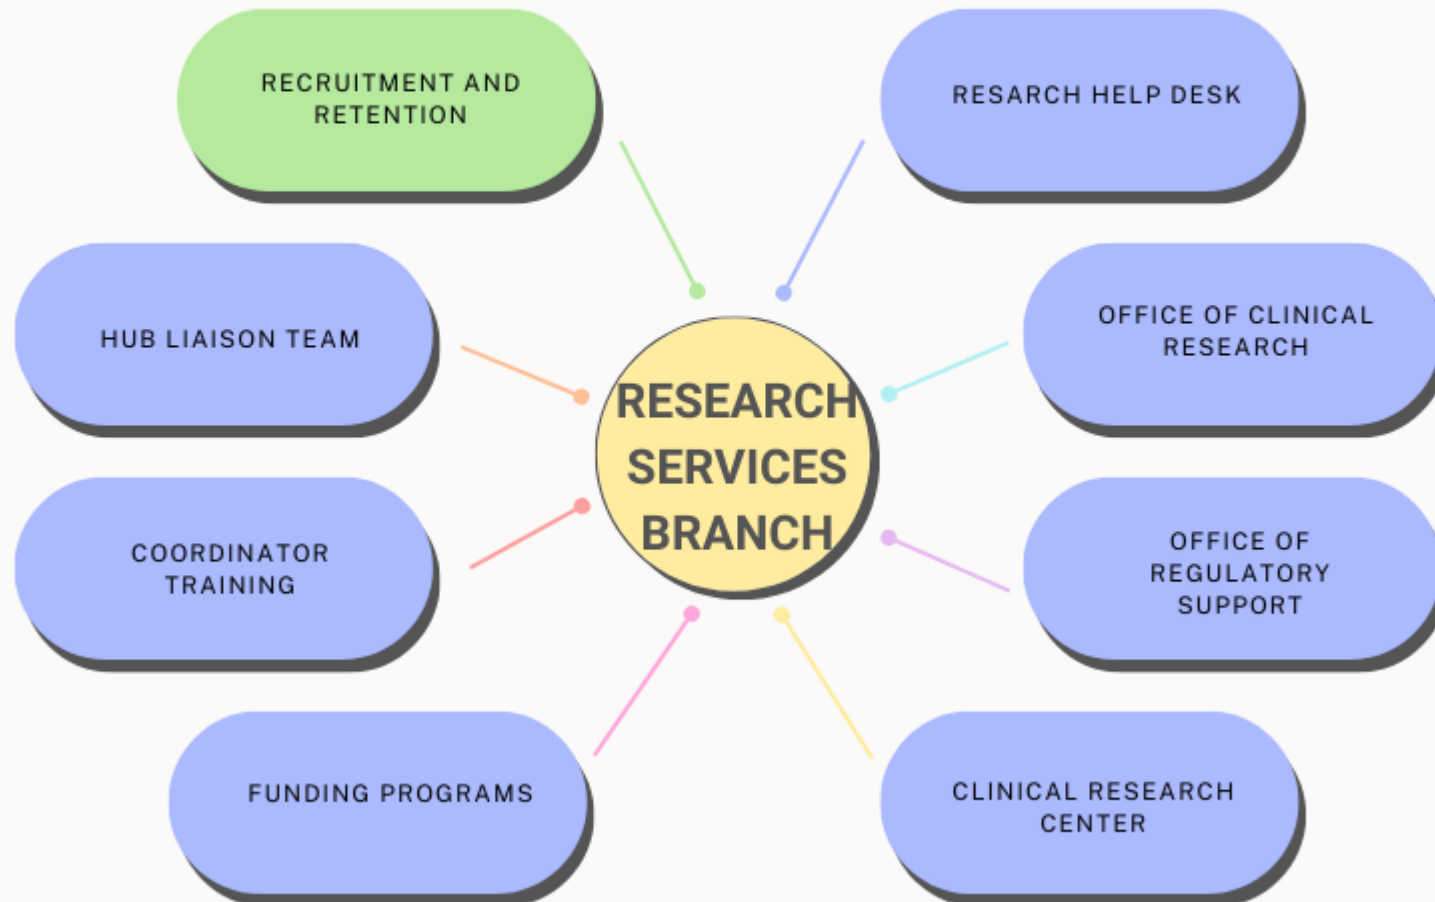 RECRUITMENT AND
RETENTION
RESARCH HELP DESK
HUB LIAISON TEAM
OFFICE OF CLINICAL
RESEARCH
RESEARCH
SERVICES
BRANCH
COORDINATOR
TRAINING
OFFICE OF
REGULATORY
SUPPORT
FUNDING PROGRAMS
CLINICAL RESEARCH
CENTER